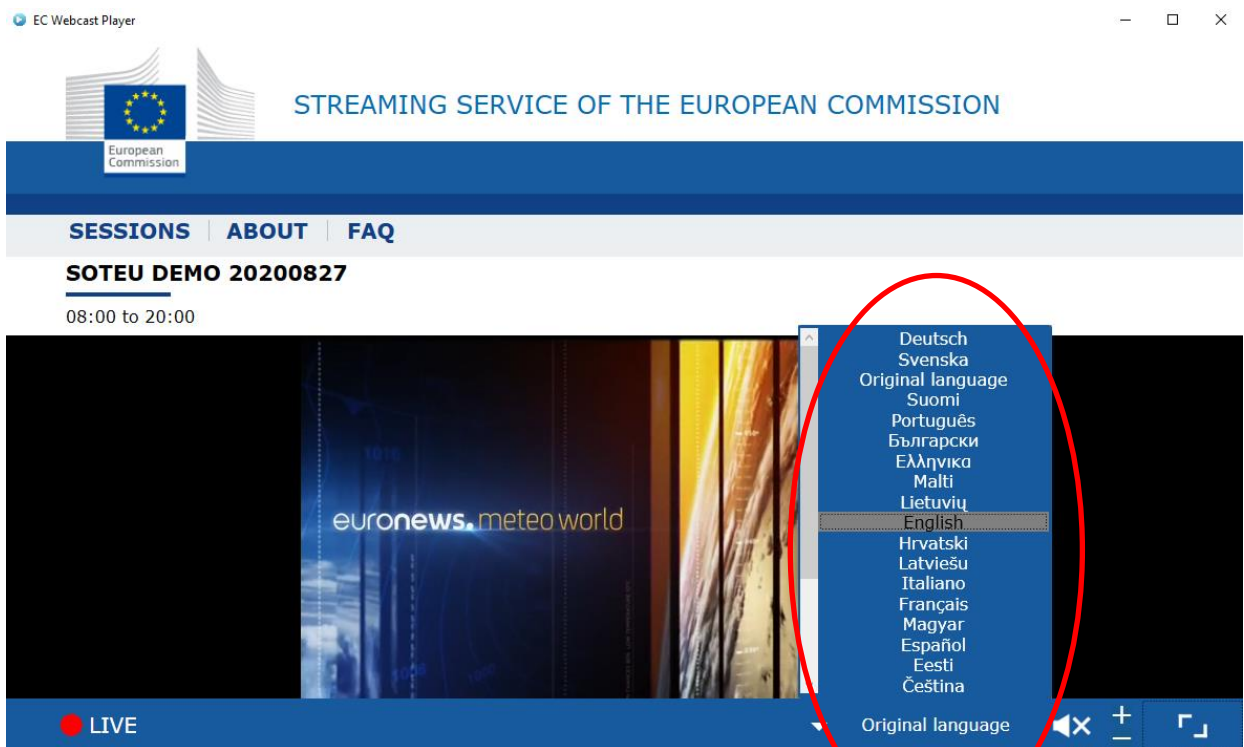 EC Webcast Player
STREAMING SERVICE OF THE EUROPEAN COMMISSION
European
Commission
SESSIONS ABOUT FAQ
SOTEU DEMO 20200827
08:00 to 20:00
euronews. meteo world
1016
1008
Deutsch
Svenska
Original language
Suomi
Português
Български
Ελληνικα
Malti
Lietuvių
English
Hrvatski
Latviešu
Italiano
Français
Magyar
Español
Eesti
Čeština
LIVE
Original language